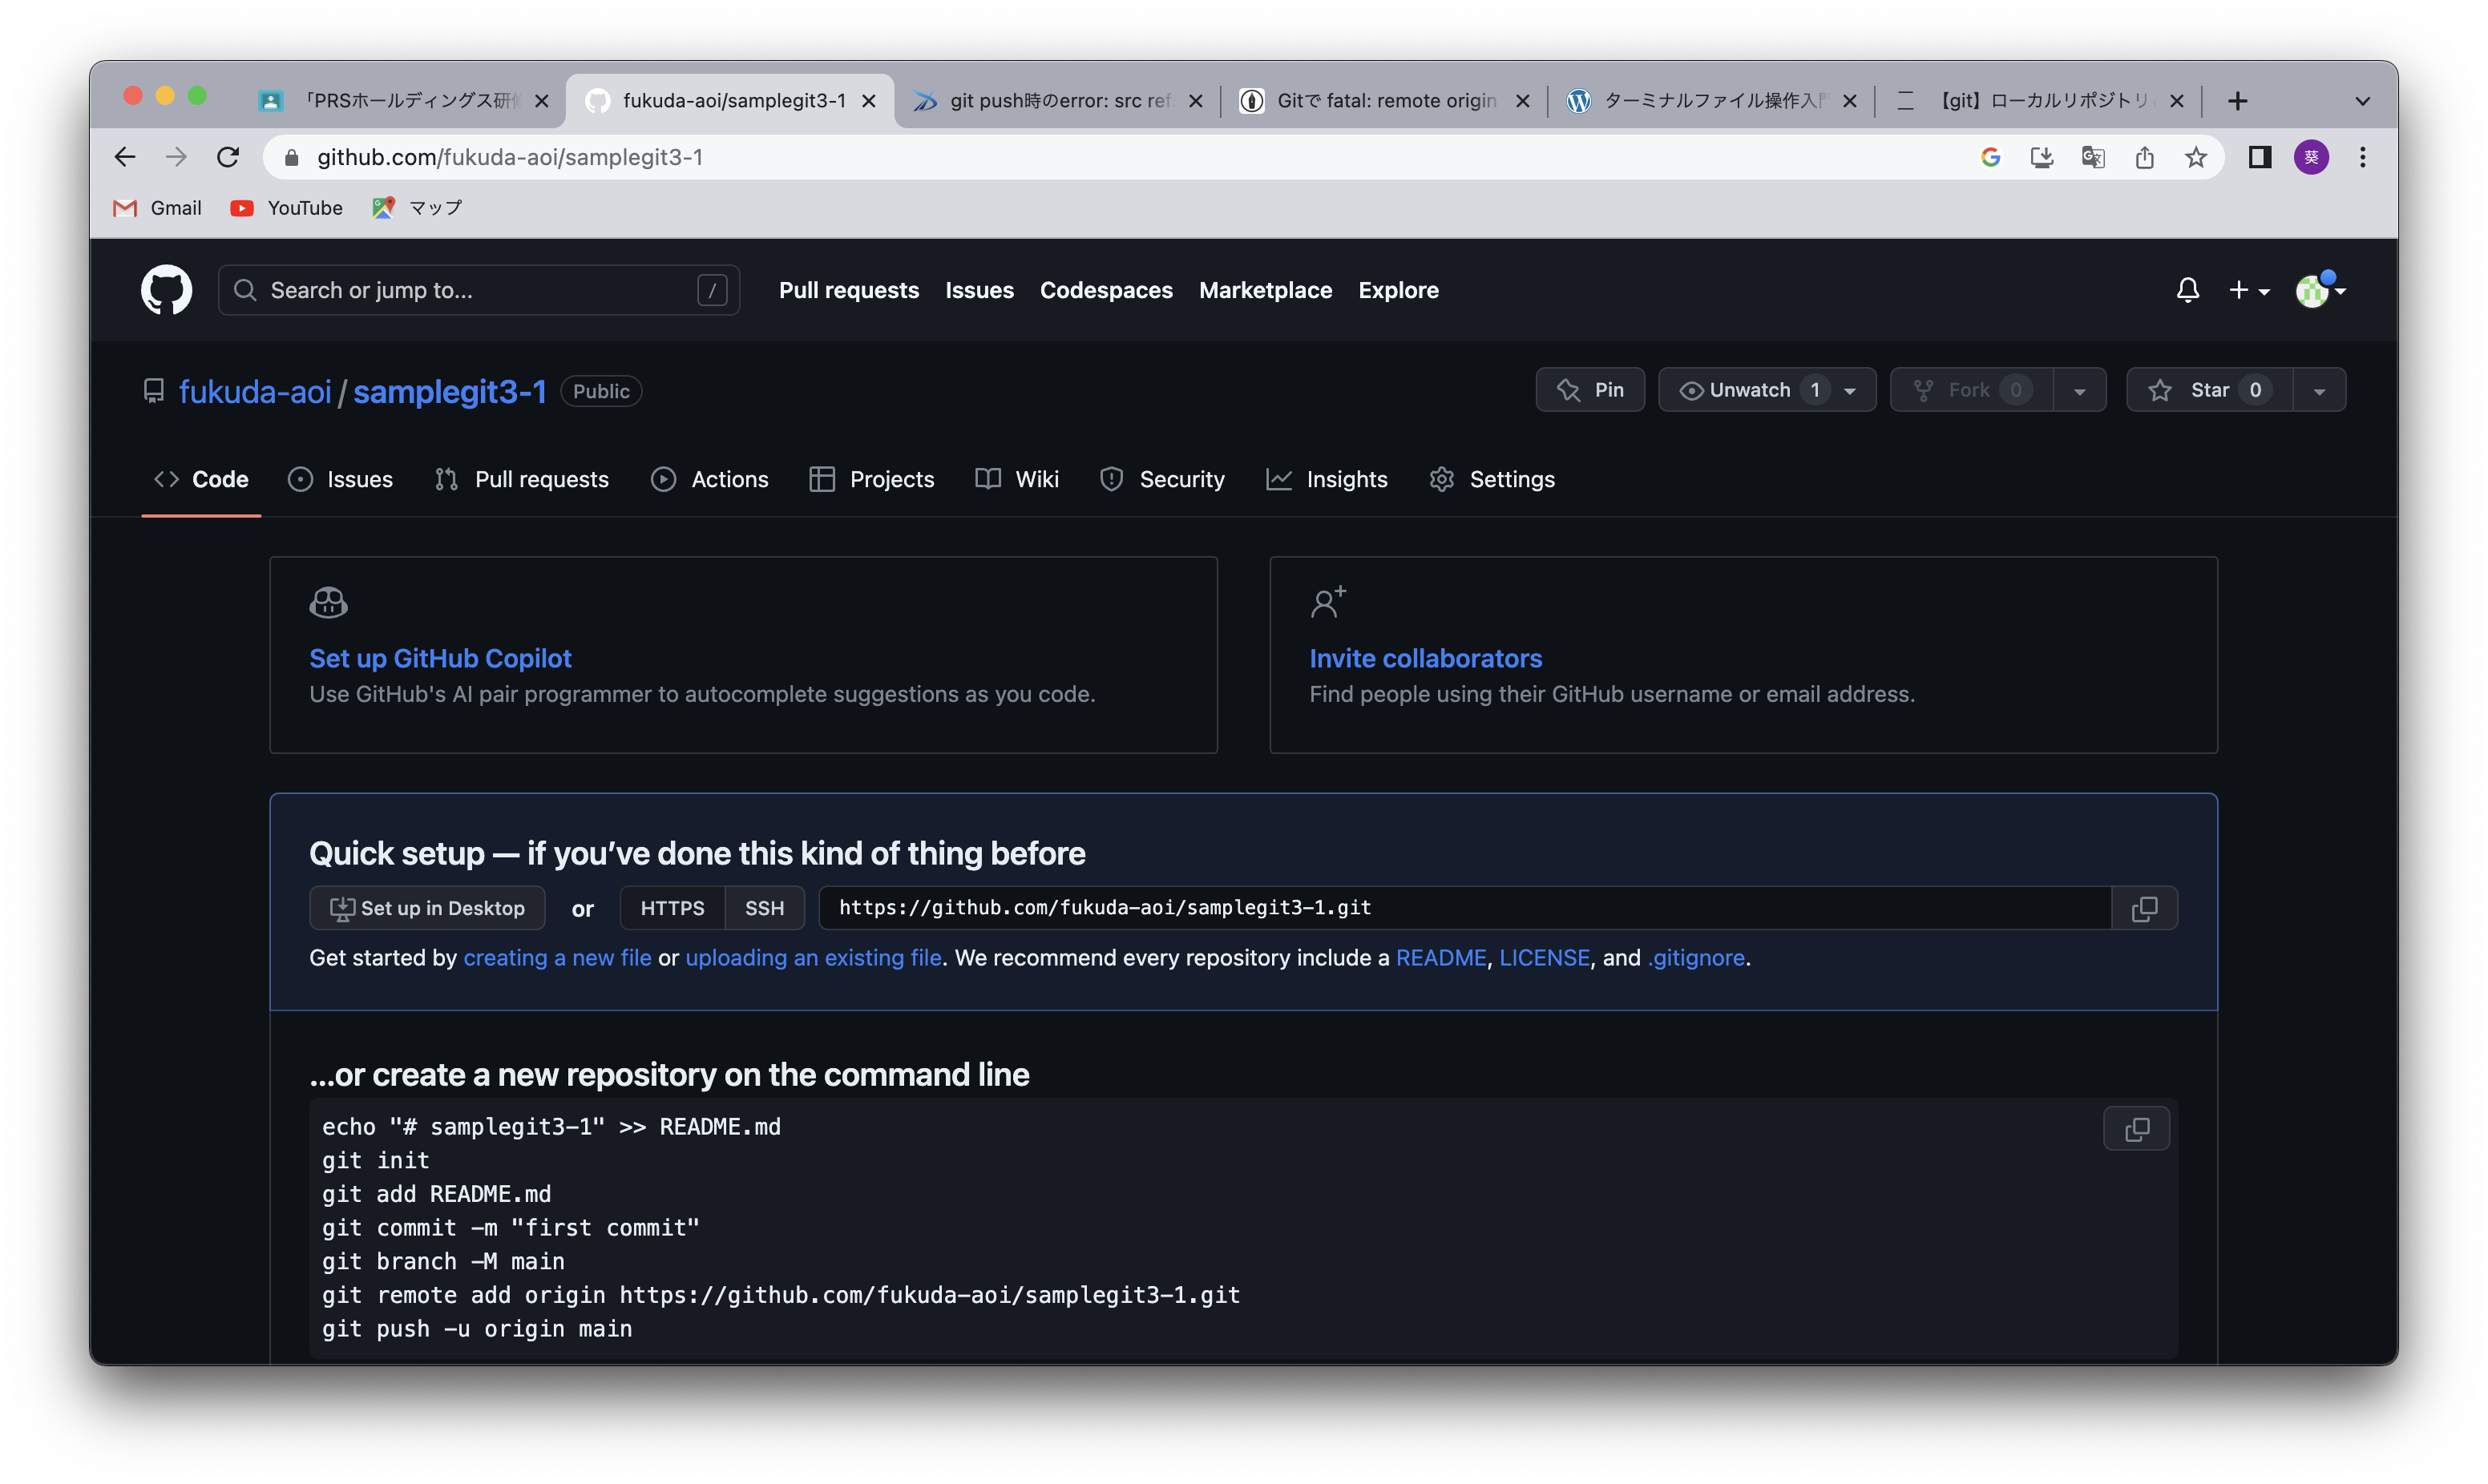 「PRSホールディングス研修
fukuda-aoi/samplegit3-1
git push時のerror: src ref
Gitで fatal: remote origin
ターミナルファイル操作入門
【git】ローカルリポジトリ
github.com/fukuda-aoi/samplegit3-1
葵
Gmail
YouTube
マップ
Search or jump to...
/
Pull requests
Issues
Codespaces
Marketplace
Explore
fukuda-aoi / samplegit3-1
Public
Pin
Unwatch 1
Fork 0
Star 0
Code
Issues
Pull requests
Actions
Projects
Wiki
Security
Insights
Settings
Set up GitHub Copilot
Use GitHub's AI pair programmer to autocomplete suggestions as you code.
Invite collaborators
Find people using their GitHub username or email address.
Quick setup — if you’ve done this kind of thing before
Set up in Desktop
or
HTTPS
SSH
https://github.com/fukuda-aoi/samplegit3-1.git
Get started by creating a new file or uploading an existing file. We recommend every repository include a README, LICENSE, and .gitignore.
…or create a new repository on the command line
echo "# samplegit3-1" >> README.md
git init
git add README.md
git commit -m "first commit"
git branch -M main
git remote add origin https://github.com/fukuda-aoi/samplegit3-1.git
git push -u origin main